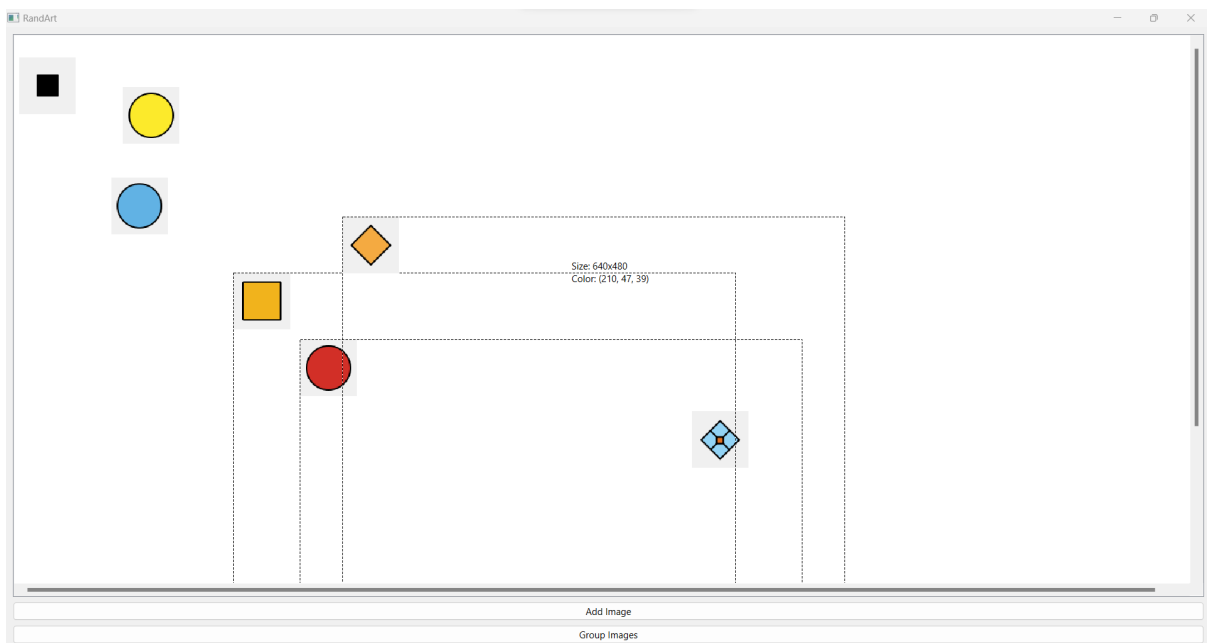 RandArt
Size: 640x480
Color: (210, 47, 39)
Add Image
Group Images